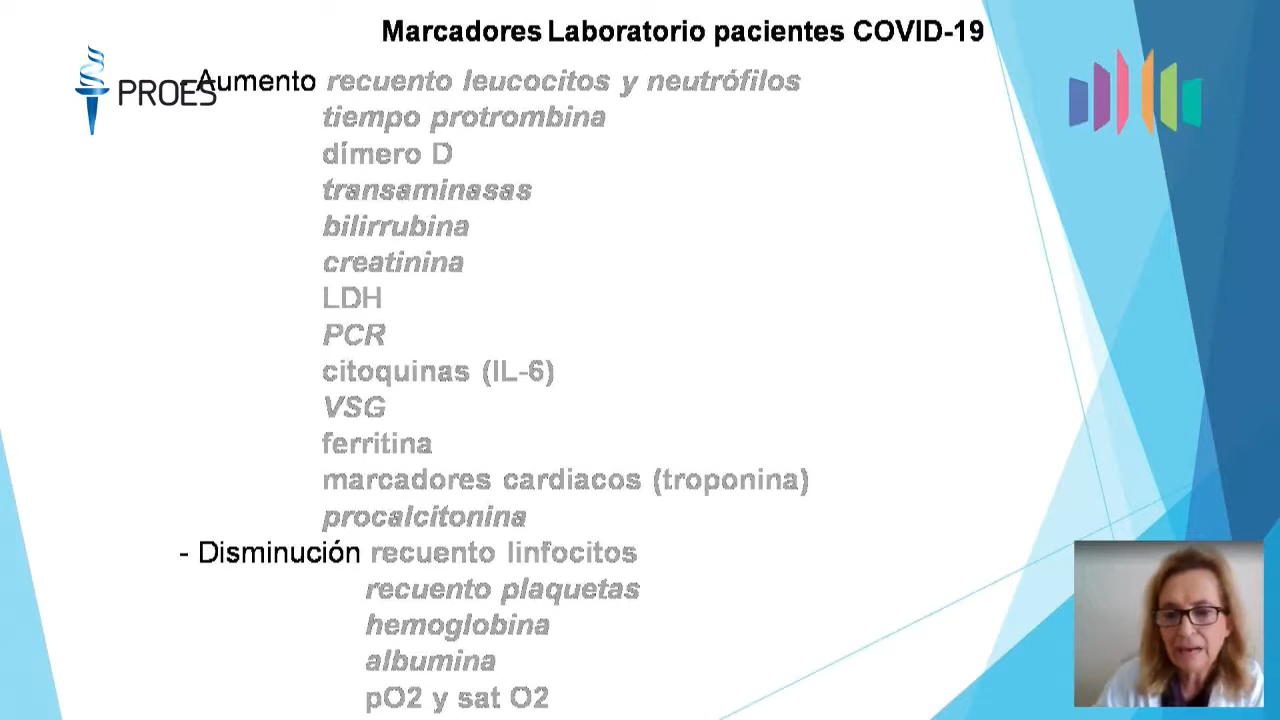 Marcadores Laboratorio pacientes COVID-19
PROES
- Aumento recuento leucocitos y neutrófilos
tiempo protrombina
dímero D
transaminasas
bilirrubina
creatinina
LDH
PCR
citoquinas (IL-6)
VSG
ferritina
marcadores cardiacos (troponina)
procalcitonina
- Disminución recuento linfocitos
recuento plaquetas
hemoglobina
albumina
pO2 y sat O2